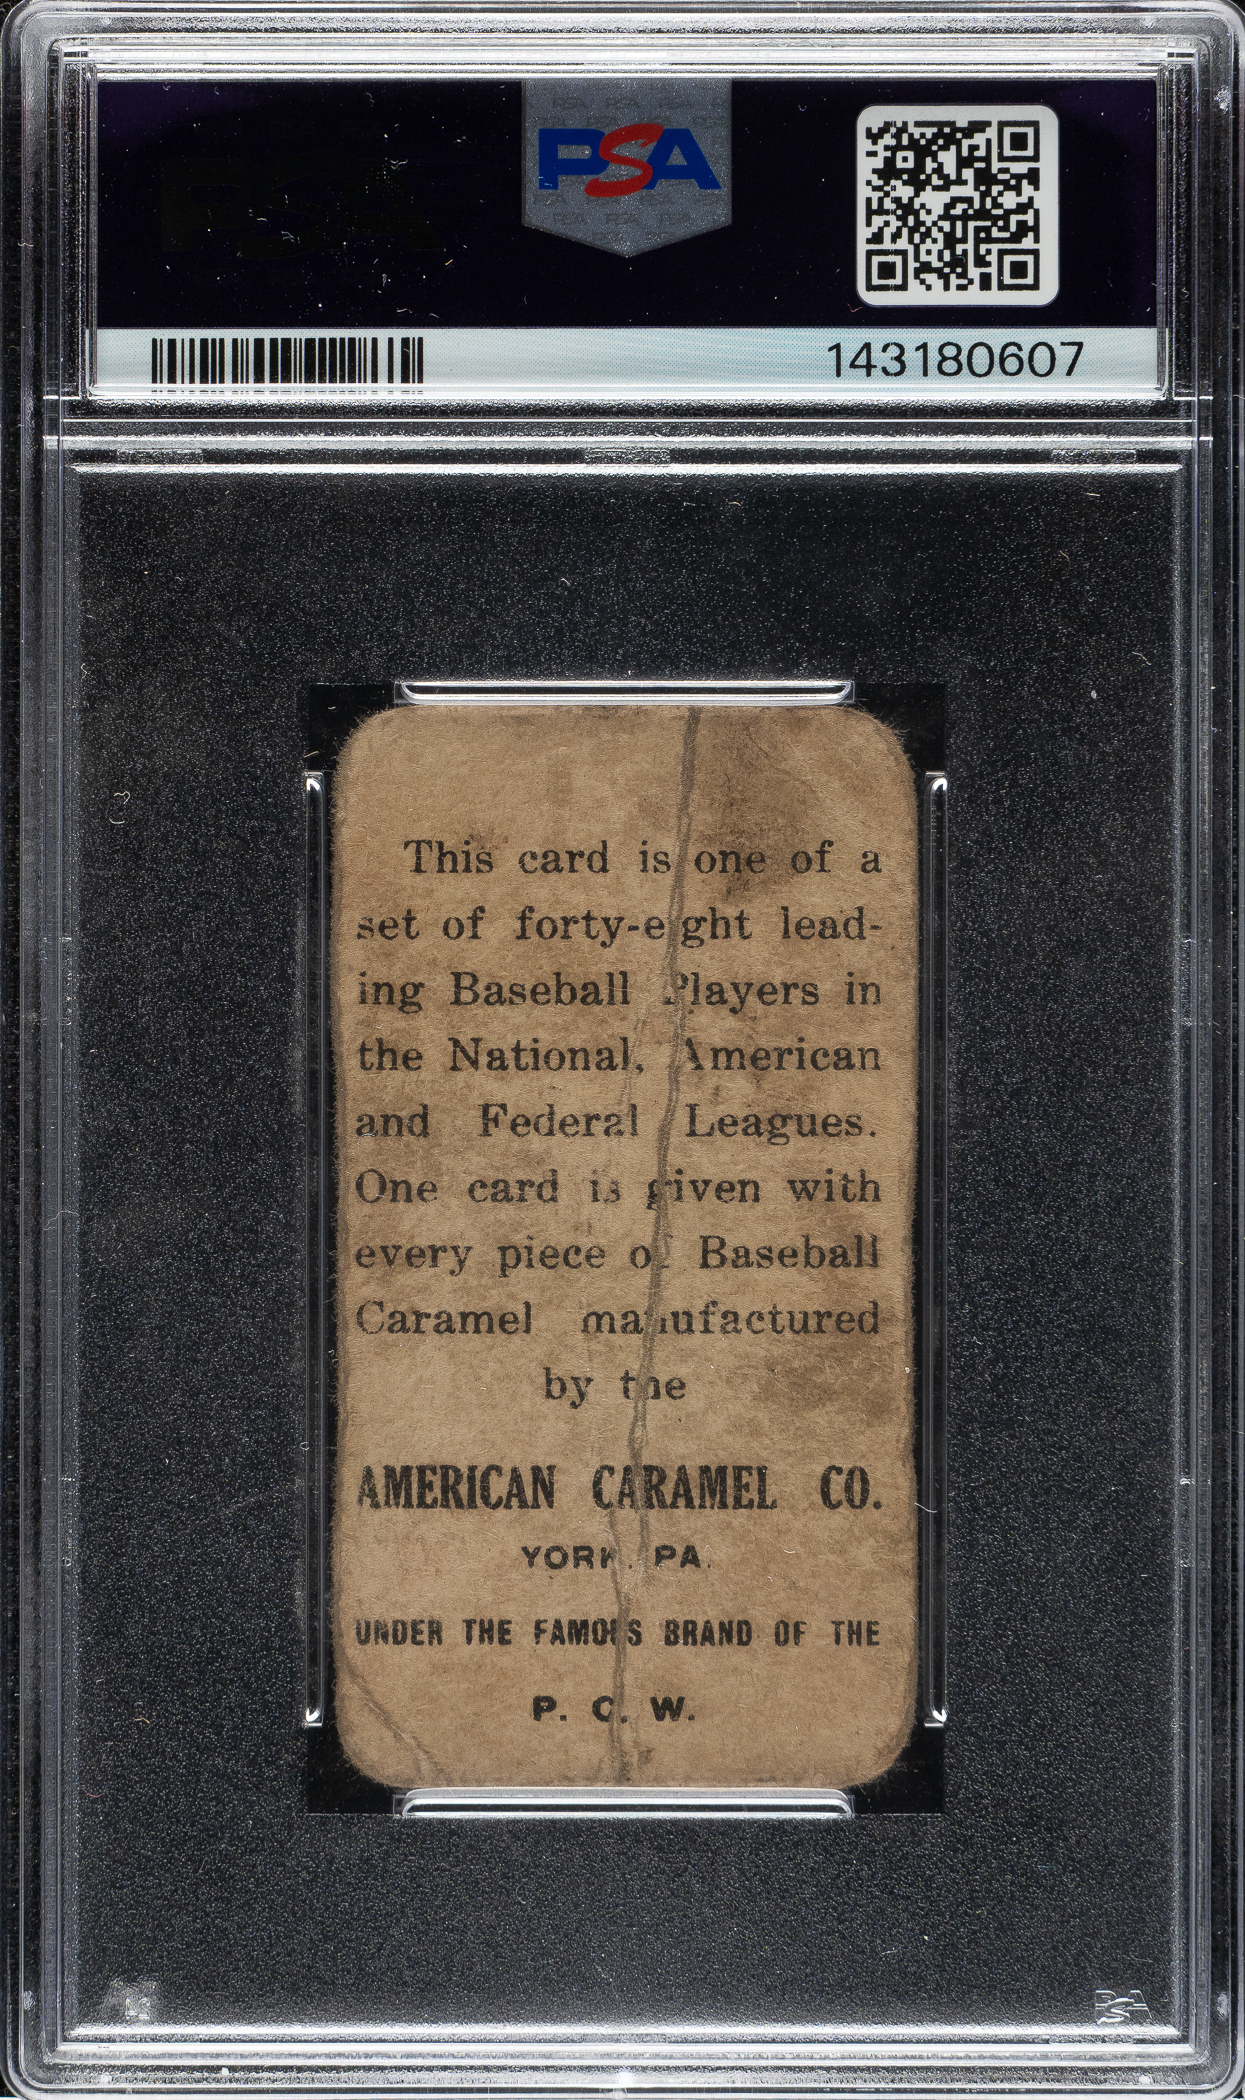 PSA
143180607
This card is one of a
set of forty-eight lead-
ing Baseball Players in
the National, American
and Federal Leagues.
One card is given with
every piece of Baseball
Caramel manufactured
by the
AMERICAN CARAMEL CO.
YORK, PA.
UNDER THE FAMOUS BRAND OF THE
P. C. W.
PSA